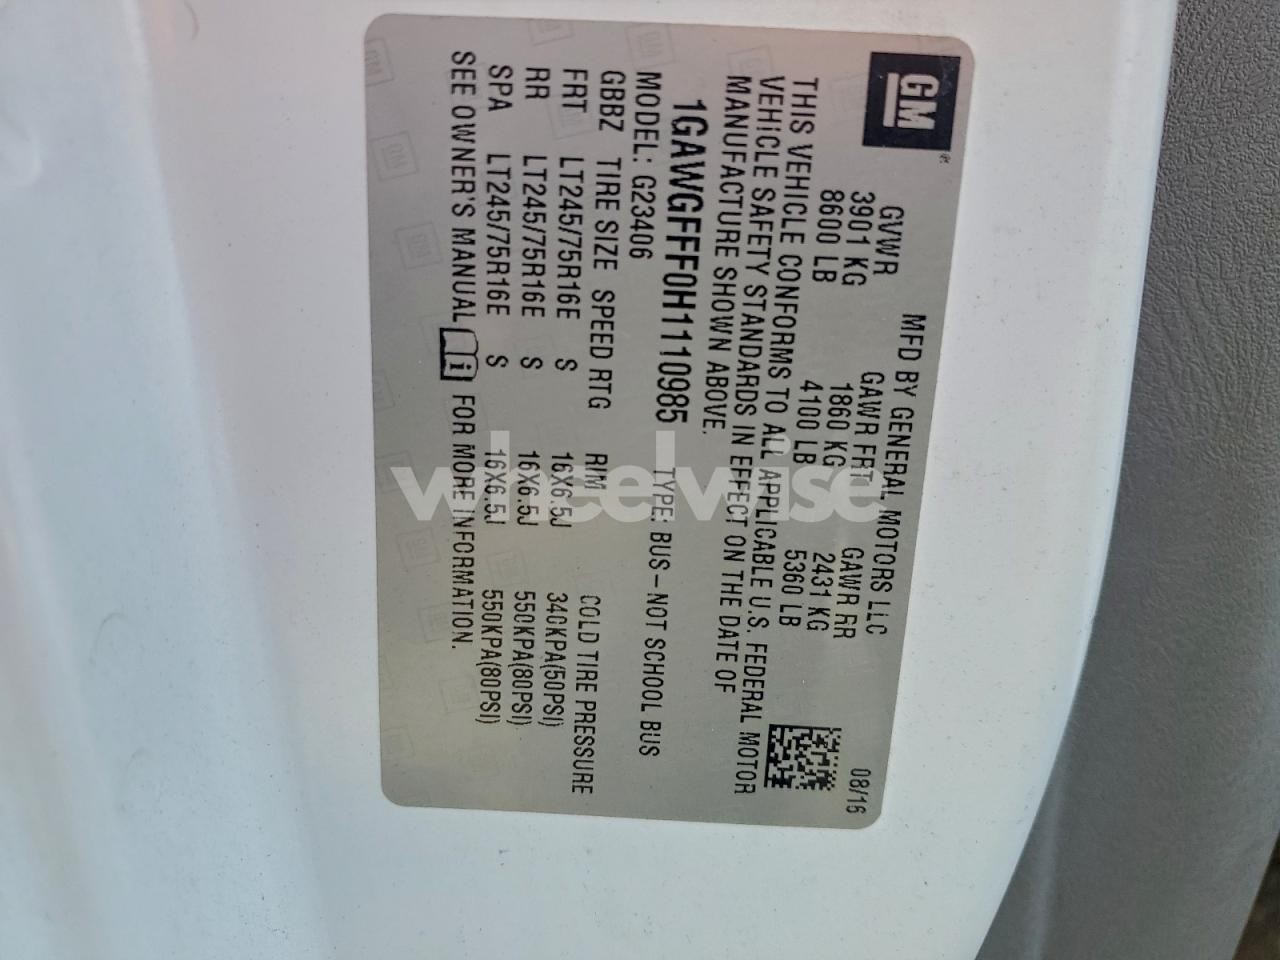 GM
MFD BY GENERAL MOTORS LLC 08/16
GVWR GAWR FRT GAWR RR
3901 KG 1860 KG 2431 KG
8600 LB 4100 LB 5360 LB
THIS VEHICLE CONFORMS TO ALL APPLICABLE U.S. FEDERAL MOTOR
VEHICLE SAFETY STANDARDS IN EFFECT ON THE DATE OF
MANUFACTURE SHOWN ABOVE.
1GAWGFFF0H1110985 TYPE: BUS-NOT SCHOOL BUS
MODEL: G23406
GBBZ TIRE SIZE SPEED RTG RIM COLD TIRE PRESSURE
FRT LT245/75R16E S 16X6.5J 340KPA(50PSI)
RR LT245/75R16E S 16X6.5J 550KPA(80PSI)
SPA LT245/75R16E S 16X6.5J 550KPA(80PSI)
SEE OWNER'S MANUAL i FOR MORE INFORMATION.
wheelwise